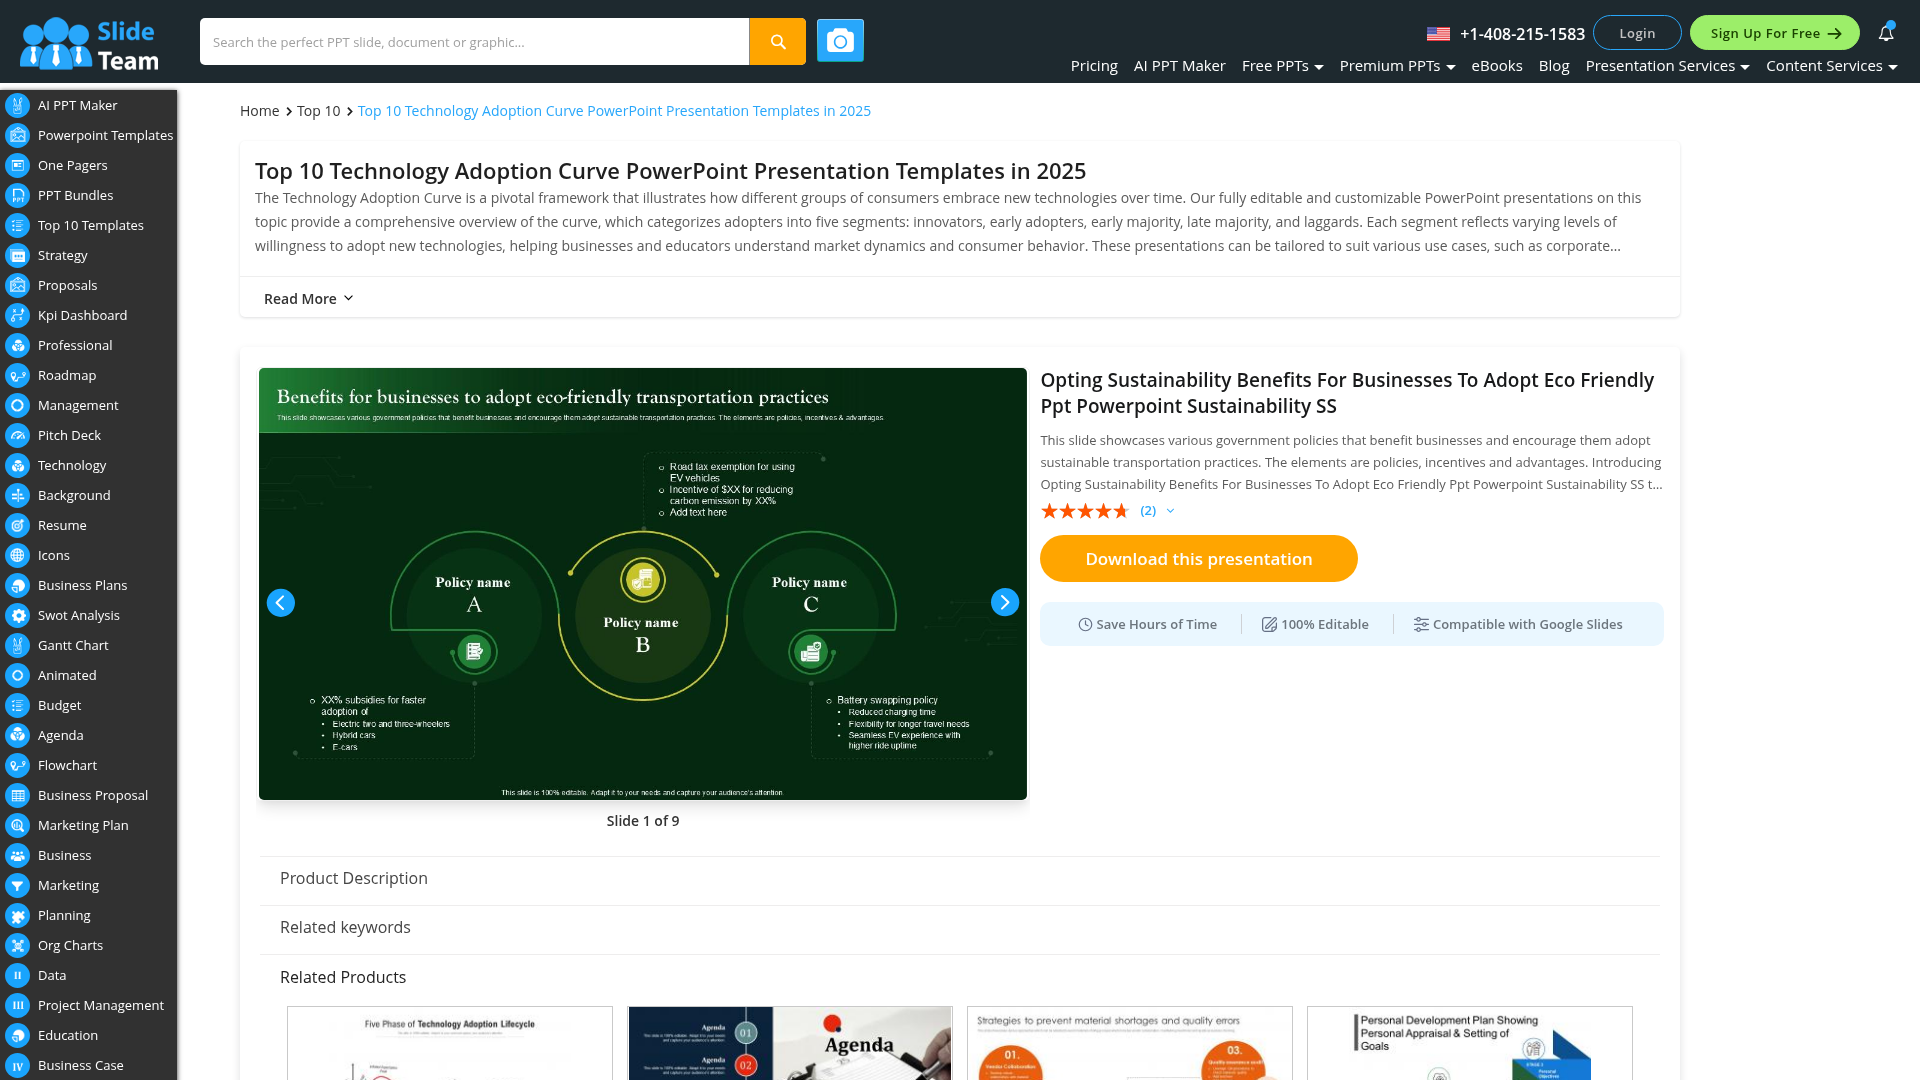 Slide
Team
Search the perfect PPT slide, document or graphic...
+1-408-215-1583
Login
Sign Up For Free
Pricing
AI PPT Maker
Free PPTs
Premium PPTs
eBooks
Blog
Presentation Services
Content Services
AI PPT Maker
Powerpoint Templates
One Pagers
PPT Bundles
Top 10 Templates
Strategy
Proposals
Kpi Dashboard
Professional
Roadmap
Management
Pitch Deck
Technology
Background
Resume
Icons
Business Plans
Swot Analysis
Gantt Chart
Animated
Budget
Agenda
Flowchart
Business Proposal
Marketing Plan
Business
Marketing
Planning
Org Charts
Data
Project Management
Education
Business Case
Home
Top 10
Top 10 Technology Adoption Curve PowerPoint Presentation Templates in 2025
Top 10 Technology Adoption Curve PowerPoint Presentation Templates in 2025
The Technology Adoption Curve is a pivotal framework that illustrates how different groups of consumers embrace new technologies over time. Our fully editable and customizable PowerPoint presentations on this
topic provide a comprehensive overview of the curve, which categorizes adopters into five segments: innovators, early adopters, early majority, late majority, and laggards. Each segment reflects varying levels of
willingness to adopt new technologies, helping businesses and educators understand market dynamics and consumer behavior. These presentations can be tailored to suit various use cases, such as corporate...
Read More
Benefits for businesses to adopt eco-friendly transportation practices
This slide showcases various government policies that benefit businesses and encourage them adopt sustainable transportation practices. The elements are policies, incentives & advantages.
Road tax exemption for using
EV vehicles
Incentive of $XX for reducing
carbon emission by XX%
Add text here
Policy name
A
Policy name
B
Policy name
C
XX% subsidies for faster
adoption of
Electric two and three-wheelers
Hybrid cars
E-cars
Battery swapping policy
Reduced charging time
Flexibility for longer travel needs
Seamless EV experience with
higher ride uptime
This slide is 100% editable. Adapt it to your needs and capture your audience's attention.
Slide 1 of 9
Opting Sustainability Benefits For Businesses To Adopt Eco Friendly
Ppt Powerpoint Sustainability SS
This slide showcases various government policies that benefit businesses and encourage them adopt
sustainable transportation practices. The elements are policies, incentives and advantages. Introducing
Opting Sustainability Benefits For Businesses To Adopt Eco Friendly Ppt Powerpoint Sustainability SS t...
(2)
Download this presentation
Save Hours of Time
100% Editable
Compatible with Google Slides
Product Description
Related keywords
Related Products
Five Phase of Technology Adoption Lifecycle
Agenda
01
Agenda
02
Agenda
Strategies to prevent material shortages and quality errors
01.
03.
Personal Development Plan Showing
Personal Appraisal & Setting of
Goals